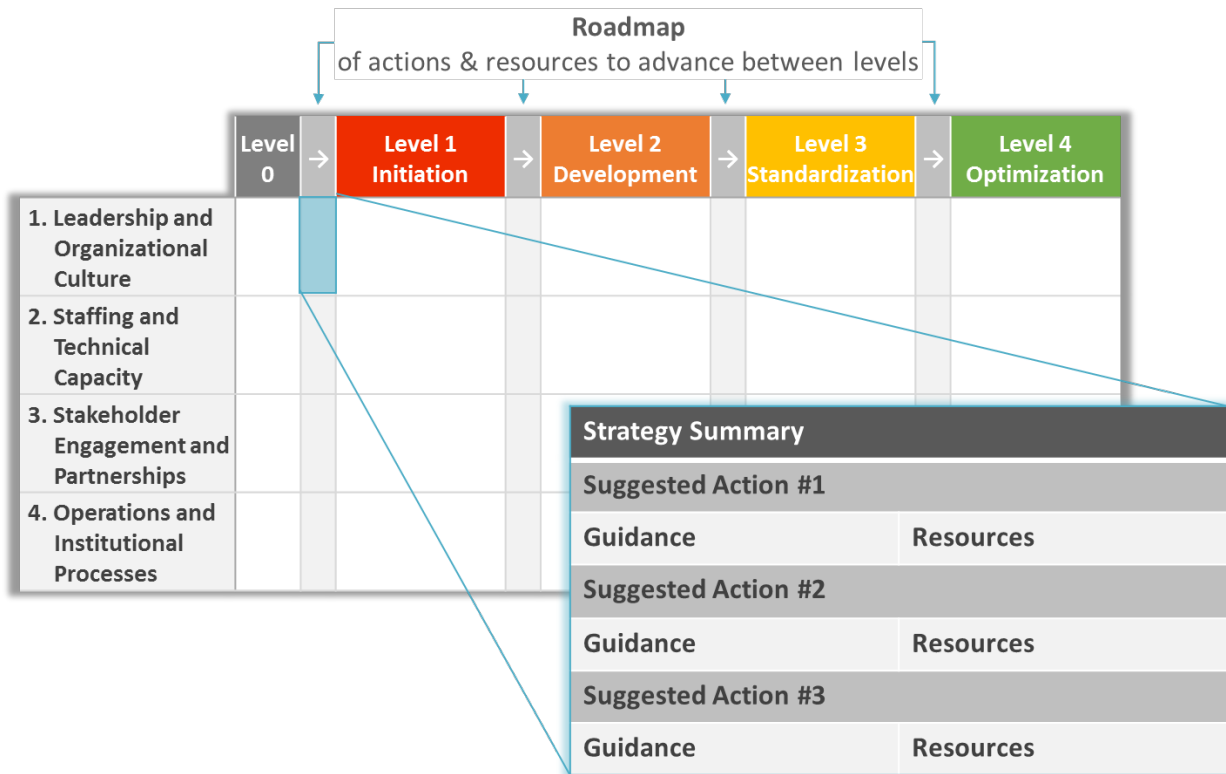 Roadmap
of actions & resources to advance between levels
Level
0
→
Level 1
Initiation
→
Level 2
Development
→
Level 3
Standardization
→
Level 4
Optimization
1. Leadership and
Organizational
Culture
2. Staffing and
Technical
Capacity
3. Stakeholder
Engagement and
Partnerships
4. Operations and
Institutional
Processes
Strategy Summary
Suggested Action #1
Guidance Resources
Suggested Action #2
Guidance Resources
Suggested Action #3
Guidance Resources